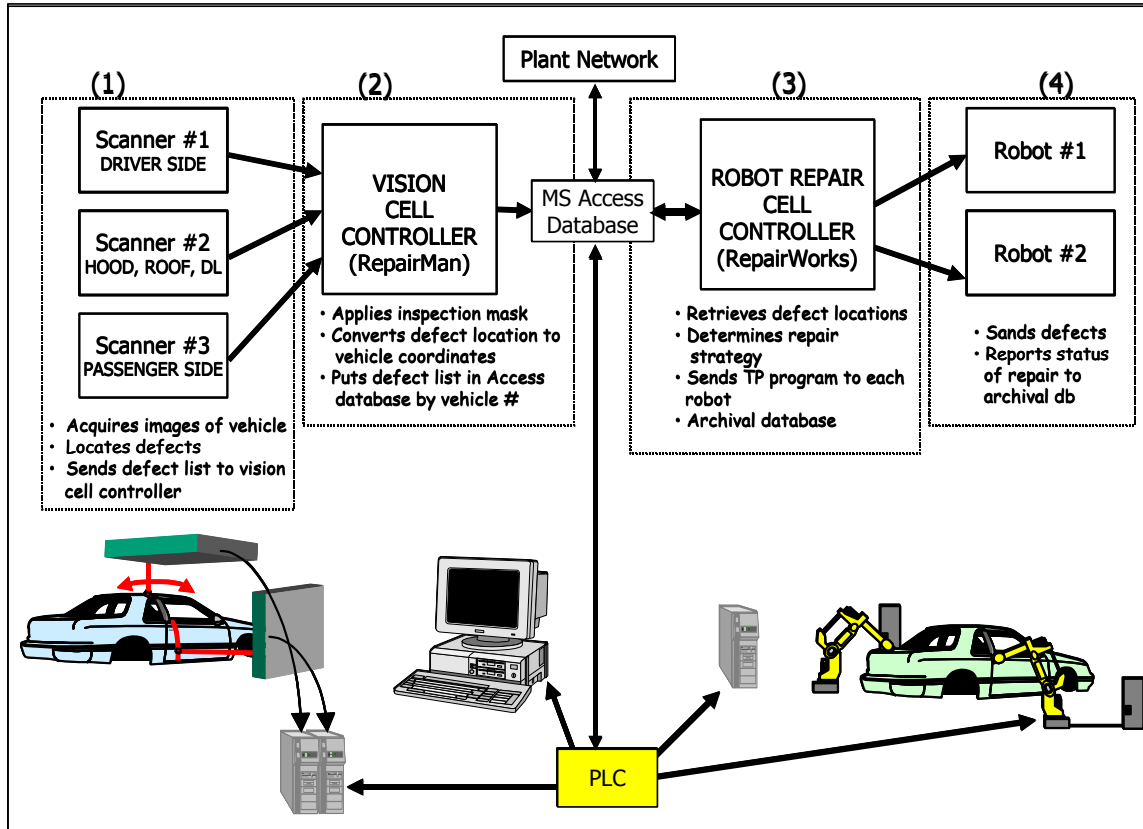 Plant Network
(1)
(2)
(3)
(4)
Scanner #1
DRIVER SIDE
Scanner #2
HOOD, ROOF, DL
Scanner #3
PASSENGER SIDE
• Acquires images of vehicle
• Locates defects
• Sends defect list to vision
cell controller
VISION
CELL
CONTROLLER
(RepairMan)
• Applies inspection mask
• Converts defect location to
vehicle coordinates
• Puts defect list in Access
database by vehicle #
MS Access
Database
ROBOT REPAIR
CELL
CONTROLLER
(RepairWorks)
• Retrieves defect locations
• Determines repair
strategy
• Sends TP program to each
robot
• Archival database
Robot #1
Robot #2
• Sands defects
• Reports status
of repair to
archival db
PLC